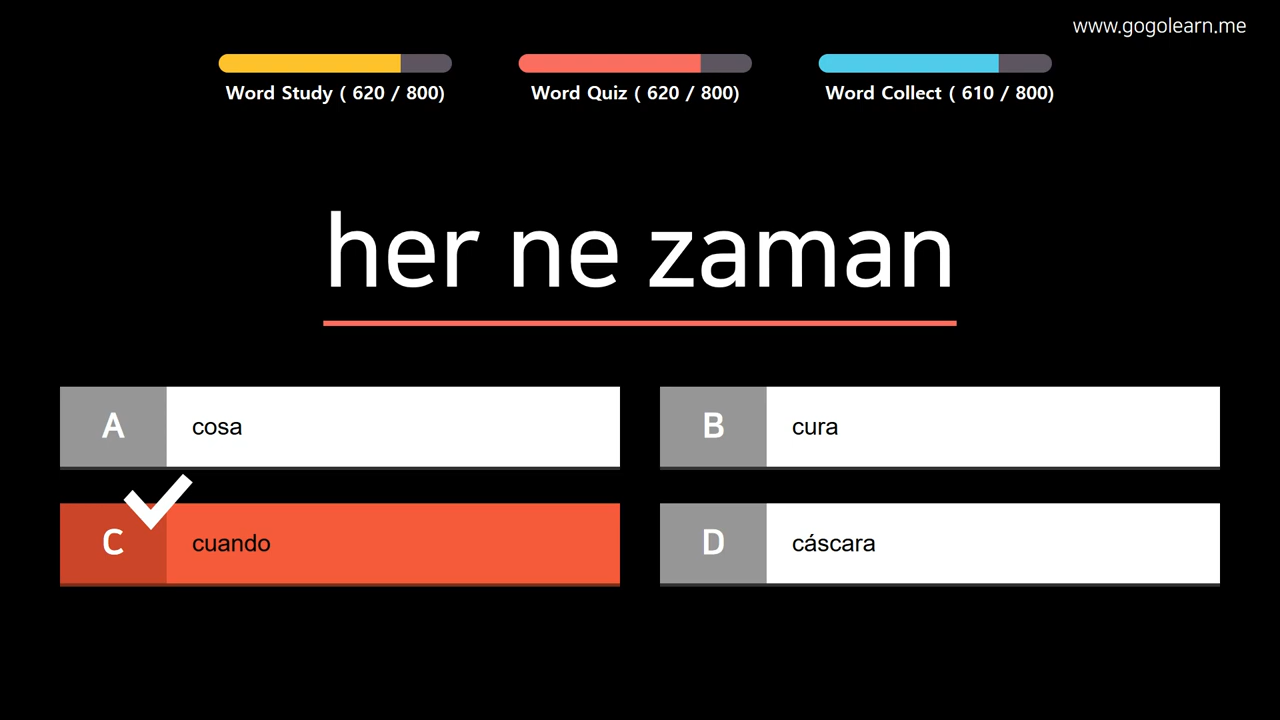 www.gogolearn.me
Word Study ( 620 / 800)
Word Quiz ( 620 / 800)
Word Collect ( 610 / 800)
her ne zaman
A cosa
B cura
C cuando
D cáscara